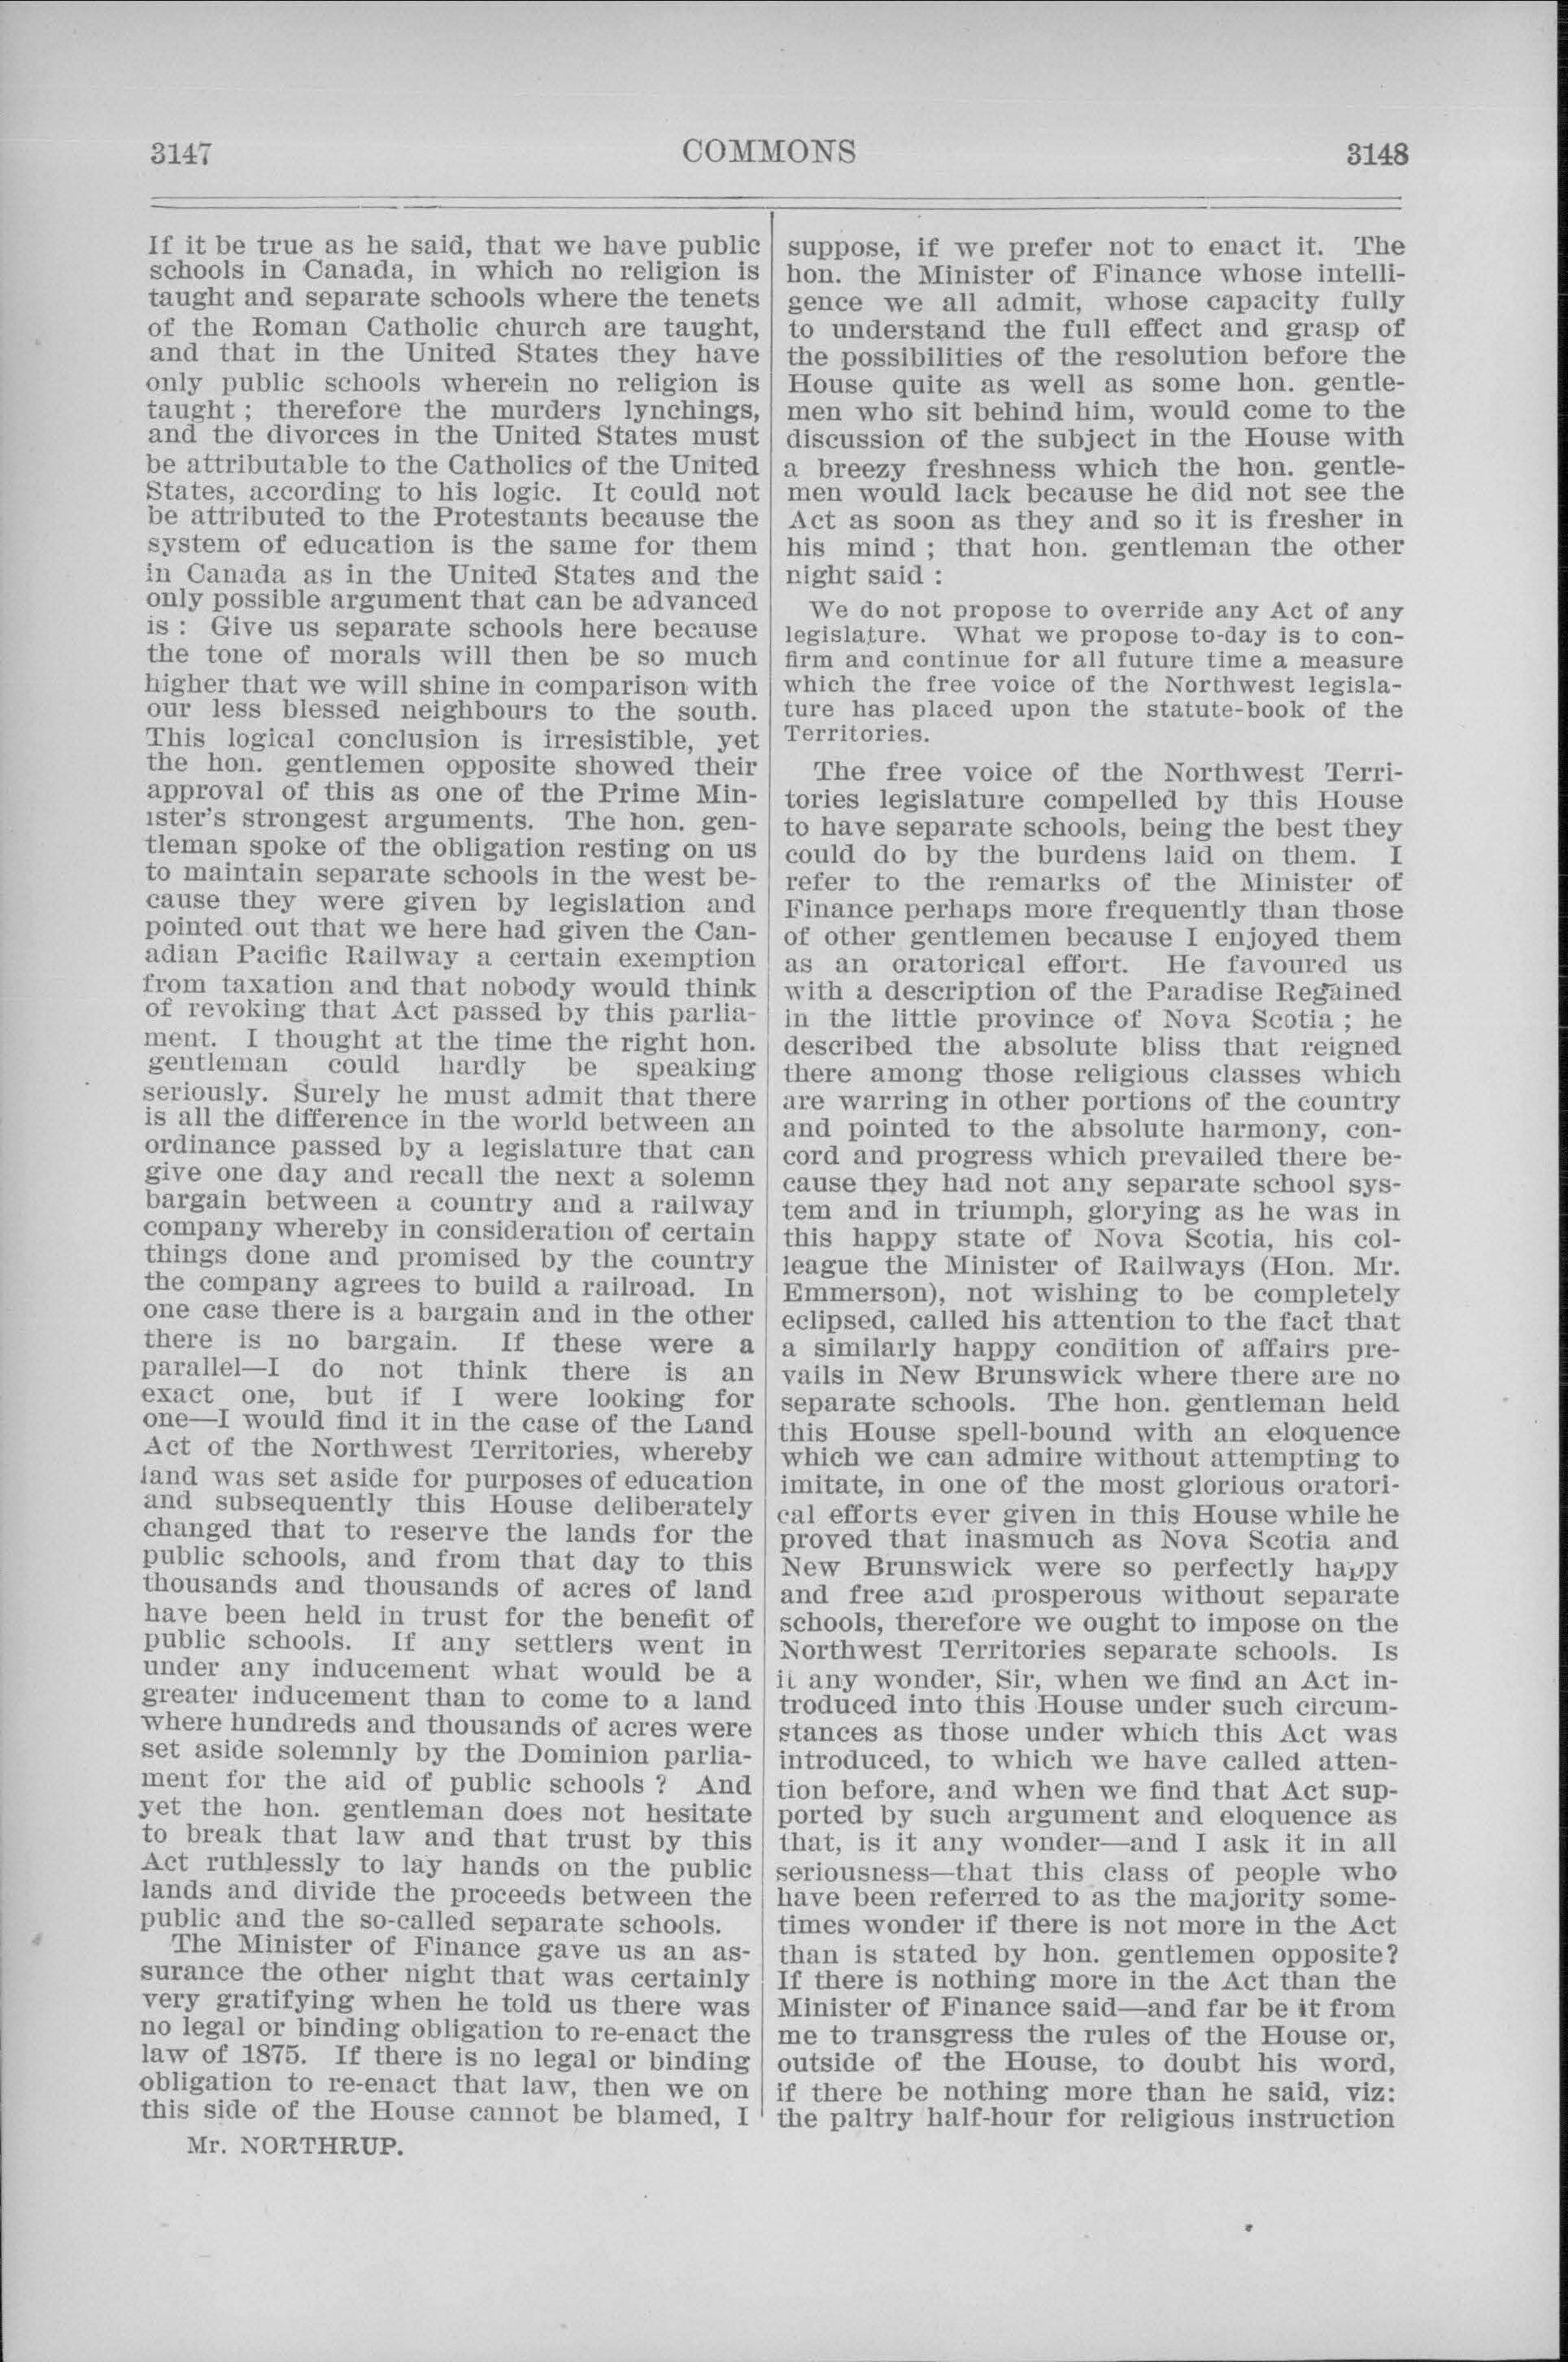 3147 COMMONS 3148
If it be true as he said, that we have public
schools in Canada, in which no religion is
taught and separate schools where the tenets
of the Roman Catholic church are taught,
and that in the United States they have
only public schools wherein no religion is
taught ; therefore the murders lynchings,
and the divorces in the United States must
be attributable to the Catholics of the United
States, according to his logic. It could not
be attributed to the Protestants because the
system of education is the same for them
in Canada as in the United States and the
only possible argument that can be advanced
is : Give us separate schools here because
the tone of morals will then be so much
higher that we will shine in comparison with
our less blessed neighbours to the south.
This logical conclusion is irresistible, yet
the hon. gentlemen opposite showed their
approval of this as one of the Prime Min-
ister's strongest arguments. The hon. gen-
tleman spoke of the obligation resting on us
to maintain separate schools in the west be-
cause they were given by legislation and
pointed out that we here had given the Can-
adian Pacific Railway a certain exemption
from taxation and that nobody would think
of revoking that Act passed by this parlia-
ment. I thought at the time the right hon.
gentleman could hardly be speaking
seriously. Surely he must admit that there
is all the difference in the world between an
ordinance passed by a legislature that can
give one day and recall the next a solemn
bargain between a country and a railway
company whereby in consideration of certain
things done and promised by the country
the company agrees to build a railroad. In
one case there is a bargain and in the other
there is no bargain. If these were a
parallel—I do not think there is an
exact one, but if I were looking for
one—I would find it in the case of the Land
Act of the Northwest Territories, whereby
land was set aside for purposes of education
and subsequently this House deliberately
changed that to reserve the lands for the
public schools, and from that day to this
thousands and thousands of acres of land
have been held in trust for the benefit of
public schools. If any settlers went in
under any inducement what would be a
greater inducement than to come to a land
where hundreds and thousands of acres were
set aside solemnly by the Dominion parlia-
ment for the aid of public schools ? And
yet the hon. gentleman does not hesitate
to break that law and that trust by this
Act ruthlessly to lay hands on the public
lands and divide the proceeds between the
public and the so-called separate schools.
The Minister of Finance gave us an as-
surance the other night that was certainly
very gratifying when he told us there was
no legal or binding obligation to re-enact the
law of 1875. If there is no legal or binding
obligation to re-enact that law, then we on
this side of the House cannot be blamed, I
Mr. NORTHRUP.
suppose, if we prefer not to enact it. The
hon. the Minister of Finance whose intelli-
gence we all admit, whose capacity fully
to understand the full effect and grasp of
the possibilities of the resolution before the
House quite as well as some hon. gentle-
men who sit behind him, would come to the
discussion of the subject in the House with
a breezy freshness which the hon. gentle-
men would lack because he did not see the
Act as soon as they and so it is fresher in
his mind ; that hon. gentleman the other
night said :
We do not propose to override any Act of any
legislature. What we propose to-day is to con-
firm and continue for all future time a measure
which the free voice of the Northwest legisla-
ture has placed upon the statute-book of the
Territories.
The free voice of the Northwest Terri-
tories legislature compelled by this House
to have separate schools, being the best they
could do by the burdens laid on them. I
refer to the remarks of the Minister of
Finance perhaps more frequently than those
of other gentlemen because I enjoyed them
as an oratorical effort. He favoured us
with a description of the Paradise Regained
in the little province of Nova Scotia ; he
described the absolute bliss that reigned
there among those religious classes which
are warring in other portions of the country
and pointed to the absolute harmony, con-
cord and progress which prevailed there be-
cause they had not any separate school sys-
tem and in triumph, glorying as he was in
this happy state of Nova Scotia, his col-
league the Minister of Railways (Hon. Mr.
Emmerson), not wishing to be completely
eclipsed, called his attention to the fact that
a similarly happy condition of affairs pre-
vails in New Brunswick where there are no
separate schools. The hon. gentleman held
this House spell-bound with an eloquence
which we can admire without attempting to
imitate, in one of the most glorious oratori-
cal efforts ever given in this House while he
proved that inasmuch as Nova Scotia and
New Brunswick were so perfectly happy
and free and prosperous without separate
schools, therefore we ought to impose on the
Northwest Territories separate schools. Is
it any wonder, Sir, when we find an Act in-
troduced into this House under such circum-
stances as those under which this Act was
introduced, to which we have called atten-
tion before, and when we find that Act sup-
ported by such argument and eloquence as
that, is it any wonder—and I ask it in all
seriousness—that this class of people who
have been referred to as the majority some-
times wonder if there is not more in the Act
than is stated by hon. gentlemen opposite?
If there is nothing more in the Act than the
Minister of Finance said—and far be it from
me to transgress the rules of the House or,
outside of the House, to doubt his word,
if there be nothing more than he said, viz:
the paltry half-hour for religious instruction